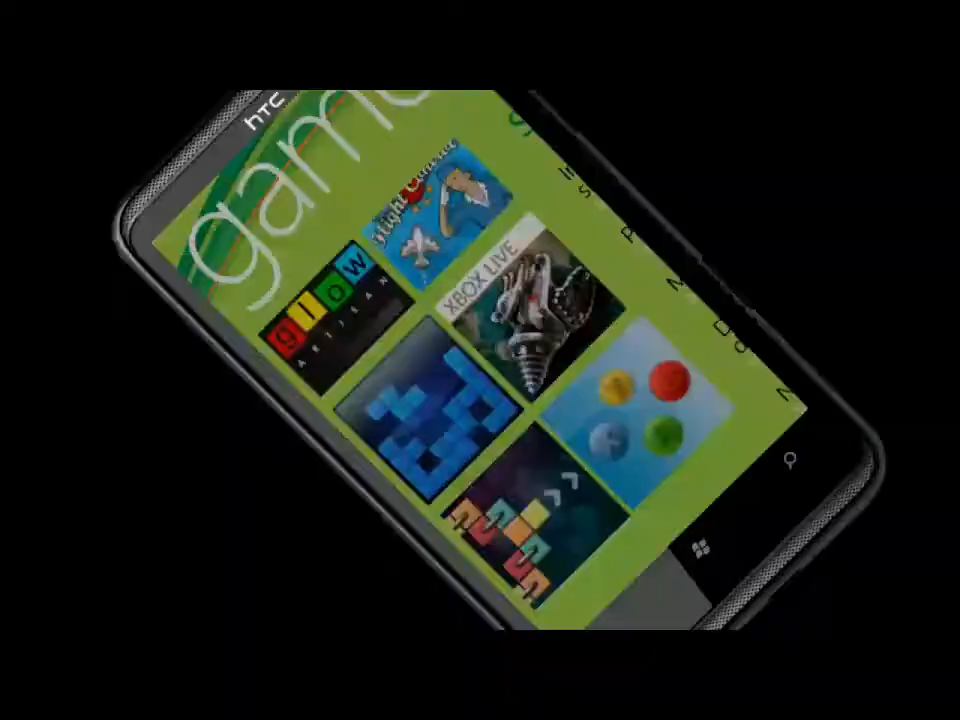 hTC
game
Flight Control
glow
ARTISAN
XBOX LIVE